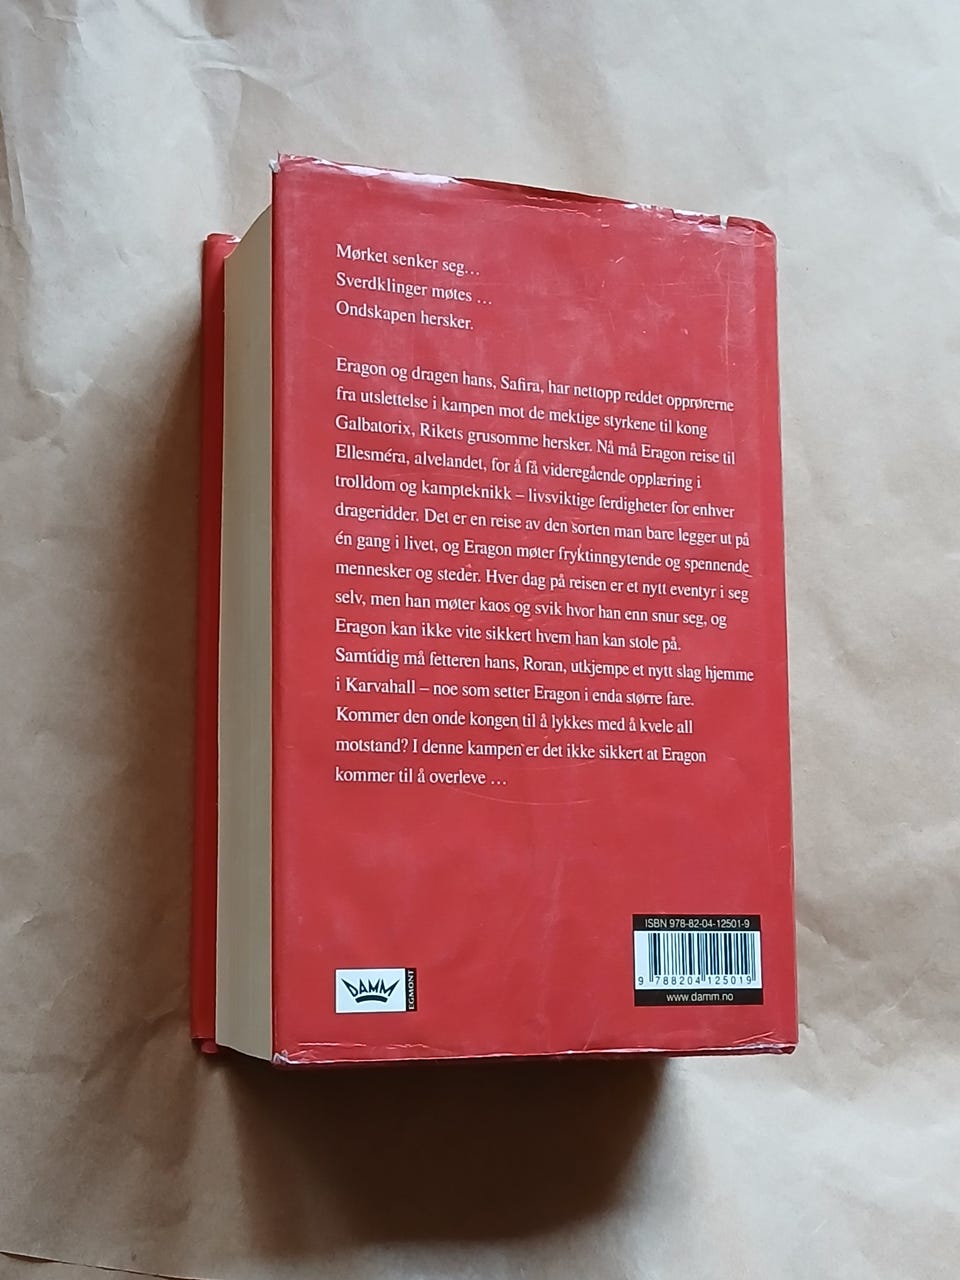 Mørket senker seg…
Sverdklinger møtes …
Ondskapen hersker.
Eragon og dragen hans, Safira, har nettopp reddet opprørerne
fra utslettelse i kampen mot de mektige styrkene til kong
Galbatorix, Rikets grusomme hersker. Nå må Eragon reise til
Ellesméra, alvelandet, for å få videregående opplæring i
trolldom og kampteknikk – livsviktige ferdigheter for enhver
drageridder. Det er en reise av den sorten man bare legger ut på
én gang i livet, og Eragon møter fryktinngytende og spennende
mennesker og steder. Hver dag på reisen er et nytt eventyr i seg
selv, men han møter kaos og svik hvor han enn snur seg, og
Eragon kan ikke vite sikkert hvem han kan stole på.
Samtidig må fetteren hans, Roran, utkjempe et nytt slag hjemme
i Karvahall – noe som setter Eragon i enda større fare.
Kommer den onde kongen til å lykkes med å kvele all
motstand? I denne kampen er det ikke sikkert at Eragon
kommer til å overleve …
DAMM
EGMONT
ISBN 978-82-04-12501-9
9 788204 125019
www.damm.no